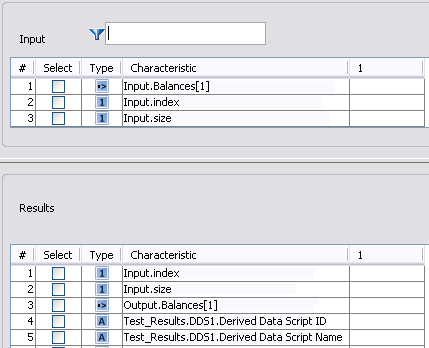 Input
# Select Type Characteristic 1
1 Input.Balances[1]
2 1 Input.index
3 1 Input.size
Results
# Select Type Characteristic 1
1 1 Input.index
2 1 Input.size
3 Output.Balances[1]
4 A Test_Results.DDS1.Derived Data Script ID
5 A Test_Results.DDS1.Derived Data Script Name